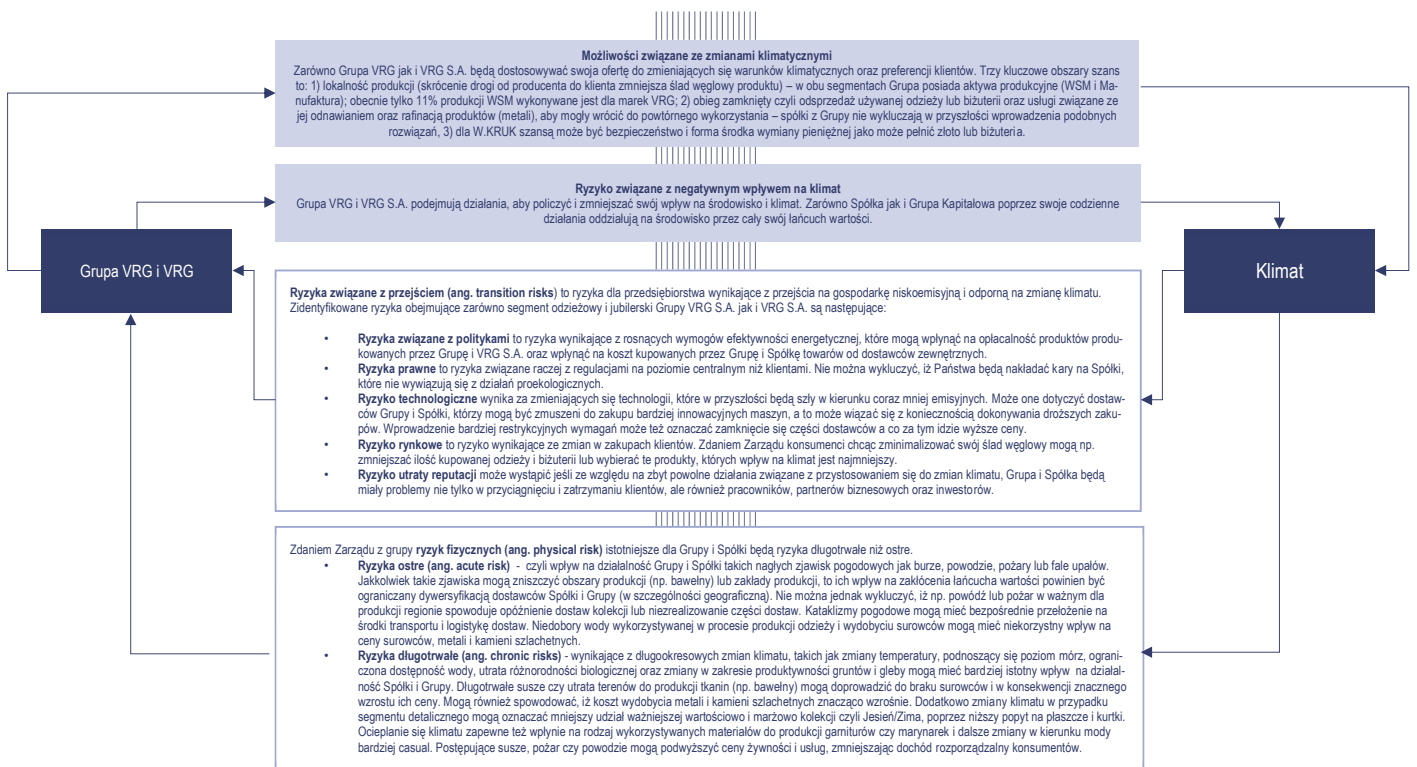 Możliwości związane ze zmianami klimatycznymi
Zarówno Grupa VRG jak i VRG S.A. będą dostosowywać swoja ofertę do zmieniających się warunków klimatycznych oraz preferencji klientów. Trzy kluczowe obszary szans
to: 1) lokalność produkcji (skrócenie drogi od producenta do klienta zmniejsza ślad węglowy produktu) – w obu segmentach Grupa posiada aktywa produkcyjne (WSM i Ma-
nufaktura); obecnie tylko 11% produkcji WSM wykonywane jest dla marek VRG; 2) obieg zamknięty czyli odsprzedaż używanej odzieży lub biżuterii oraz usługi związane ze
jej odnawianiem oraz rafinacją produktów (metali), aby mogły wrócić do powtórnego wykorzystania – spółki z Grupy nie wykluczają w przyszłości wprowadzenia podobnych
rozwiązań, 3) dla W.KRUK szansą może być bezpieczeństwo i forma środka wymiany pieniężnej jako może pełnić złoto lub biżuteria.
Ryzyko związane z negatywnym wpływem na klimat
Grupa VRG i VRG S.A. podejmują działania, aby policzyć i zmniejszać swój wpływ na środowisko i klimat. Zarówno Spółka jak i Grupa Kapitałowa poprzez swoje codzienne
działania oddziałują na środowisko przez cały swój łańcuch wartości.
Grupa VRG i VRG
Klimat
Ryzyka związane z przejściem (ang. transition risks) to ryzyka dla przedsiębiorstwa wynikające z przejścia na gospodarkę niskoemisyjną i odporną na zmianę klimatu.
Zidentyfikowane ryzyka obejmujące zarówno segment odzieżowy i jubilerski Grupy VRG S.A. jak i VRG S.A. są następujące:
• Ryzyka związane z politykami to ryzyka wynikające z rosnących wymogów efektywności energetycznej, które mogą wpłynąć na opłacalność produktów produ-
kowanych przez Grupę i VRG S.A. oraz wpłynąć na koszt kupowanych przez Grupę i Spółkę towarów od dostawców zewnętrznych.
• Ryzyka prawne to ryzyka związane raczej z regulacjami na poziomie centralnym niż klientami. Nie można wykluczyć, iż Państwa będą nakładać kary na Spółki,
które nie wywiązują się z działań proekologicznych.
• Ryzyko technologiczne wynika za zmieniających się technologii, które w przyszłości będą szły w kierunku coraz mniej emisyjnych. Może one dotyczyć dostaw-
ców Grupy i Spółki, którzy mogą być zmuszeni do zakupu bardziej innowacyjnych maszyn, a to może wiązać się z koniecznością dokonywania droższych zaku-
pów. Wprowadzenie bardziej restrykcyjnych wymagań może też oznaczać zamknięcie się części dostawców a co za tym idzie wyższe ceny.
• Ryzyko rynkowe to ryzyko wynikające ze zmian w zakupach klientów. Zdaniem Zarządu konsumenci chcąc zminimalizować swój ślad węglowy mogą np.
zmniejszać ilość kupowanej odzieży i biżuterii lub wybierać te produkty, których wpływ na klimat jest najmniejszy.
• Ryzyko utraty reputacji może wystąpić jeśli ze względu na zbyt powolne działania związane z przystosowaniem się do zmian klimatu, Grupa i Spółka będą
miały problemy nie tylko w przyciągnięciu i zatrzymaniu klientów, ale również pracowników, partnerów biznesowych oraz inwestorów.
Zdaniem Zarządu z grupy ryzyk fizycznych (ang. physical risk) istotniejsze dla Grupy i Spółki będą ryzyka długotrwałe niż ostre.
• Ryzyka ostre (ang. acute risk) - czyli wpływ na działalność Grupy i Spółki takich nagłych zjawisk pogodowych jak burze, powodzie, pożary lub fale upałów.
Jakkolwiek takie zjawiska mogą zniszczyć obszary produkcji (np. bawełny) lub zakłady produkcji, to ich wpływ na zakłócenia łańcucha wartości powinien być
ograniczany dywersyfikacją dostawców Spółki i Grupy (w szczególności geograficzną). Nie można jednak wykluczyć, iż np. powódź lub pożar w ważnym dla
produkcji regionie spowoduje opóźnienie dostaw kolekcji lub niezrealizowanie części dostaw. Kataklizmy pogodowe mogą mieć bezpośrednie przełożenie na
środki transportu i logistykę dostaw. Niedobory wody wykorzystywanej w procesie produkcji odzieży i wydobyciu surowców mogą mieć niekorzystny wpływ na
ceny surowców, metali i kamieni szlachetnych.
• Ryzyka długotrwałe (ang. chronic risks) - wynikające z długookresowych zmian klimatu, takich jak zmiany temperatury, podnoszący się poziom mórz, ograni-
czona dostępność wody, utrata różnorodności biologicznej oraz zmiany w zakresie produktywności gruntów i gleby mogą mieć bardziej istotny wpływ na działal-
ność Spółki i Grupy. Długotrwałe susze czy utrata terenów do produkcji tkanin (np. bawełny) mogą doprowadzić do braku surowców i w konsekwencji znacznego
wzrostu ich ceny. Mogą również spowodować, iż koszt wydobycia metali i kamieni szlachetnych znacząco wzrośnie. Dodatkowo zmiany klimatu w przypadku
segmentu detalicznego mogą oznaczać mniejszy udział ważniejszej wartościowo i marżowo kolekcji czyli Jesień/Zima, poprzez niższy popyt na płaszcze i kurtki.
Ocieplanie się klimatu zapewne też wpłynie na rodzaj wykorzystywanych materiałów do produkcji garniturów czy marynarek i dalsze zmiany w kierunku mody
bardziej casual. Postępujące susze, pożar czy powodzie mogą podwyższyć ceny żywności i usług, zmniejszając dochód rozporządzalny konsumentów.